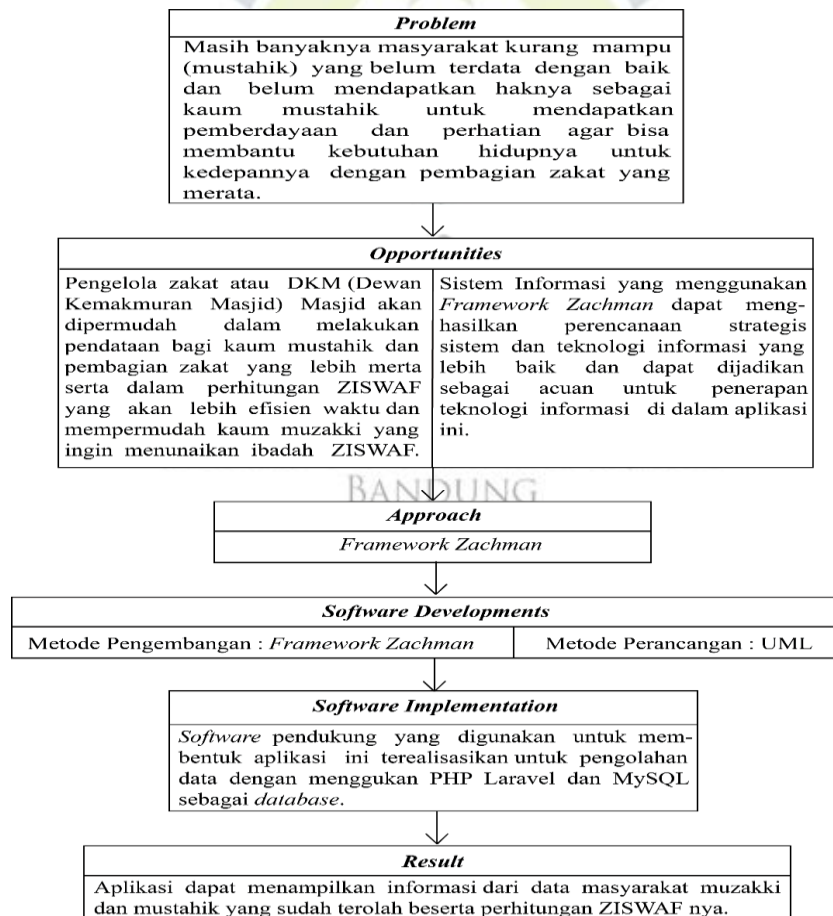 Problem
Masih banyaknya masyarakat kurang mampu
(mustahik) yang belum terdata dengan baik
dan belum mendapatkan haknya sebagai
kaum mustahik untuk mendapatkan
pemberdayaan dan perhatian agar bisa
membantu kebutuhan hidupnya untuk
kedepannya dengan pembagian zakat yang
merata.
Opportunities
Pengelola zakat atau DKM (Dewan
Kemakmuran Masjid) Masjid akan
dipermudah dalam melakukan
pendataan bagi kaum mustahik dan
pembagian zakat yang lebih merta
serta dalam perhitungan ZISWAF
yang akan lebih efisien waktu dan
mempermudah kaum muzakki yang
ingin menunaikan ibadah ZISWAF.
Sistem Informasi yang menggunakan
Framework Zachman dapat meng-
hasilkan perencanaan strategis
sistem dan teknologi informasi yang
lebih baik dan dapat dijadikan
sebagai acuan untuk penerapan
teknologi informasi di dalam aplikasi
ini.
BANDUNG
Approach
Framework Zachman
Software Developments
Metode Pengembangan : Framework Zachman
Metode Perancangan : UML
Software Implementation
Software pendukung yang digunakan untuk mem-
bentuk aplikasi ini terealisasikan untuk pengolahan
data dengan menggukan PHP Laravel dan MySQL
sebagai database.
Result
Aplikasi dapat menampilkan informasi dari data masyarakat muzakki
dan mustahik yang sudah terolah beserta perhitungan ZISWAF nya.